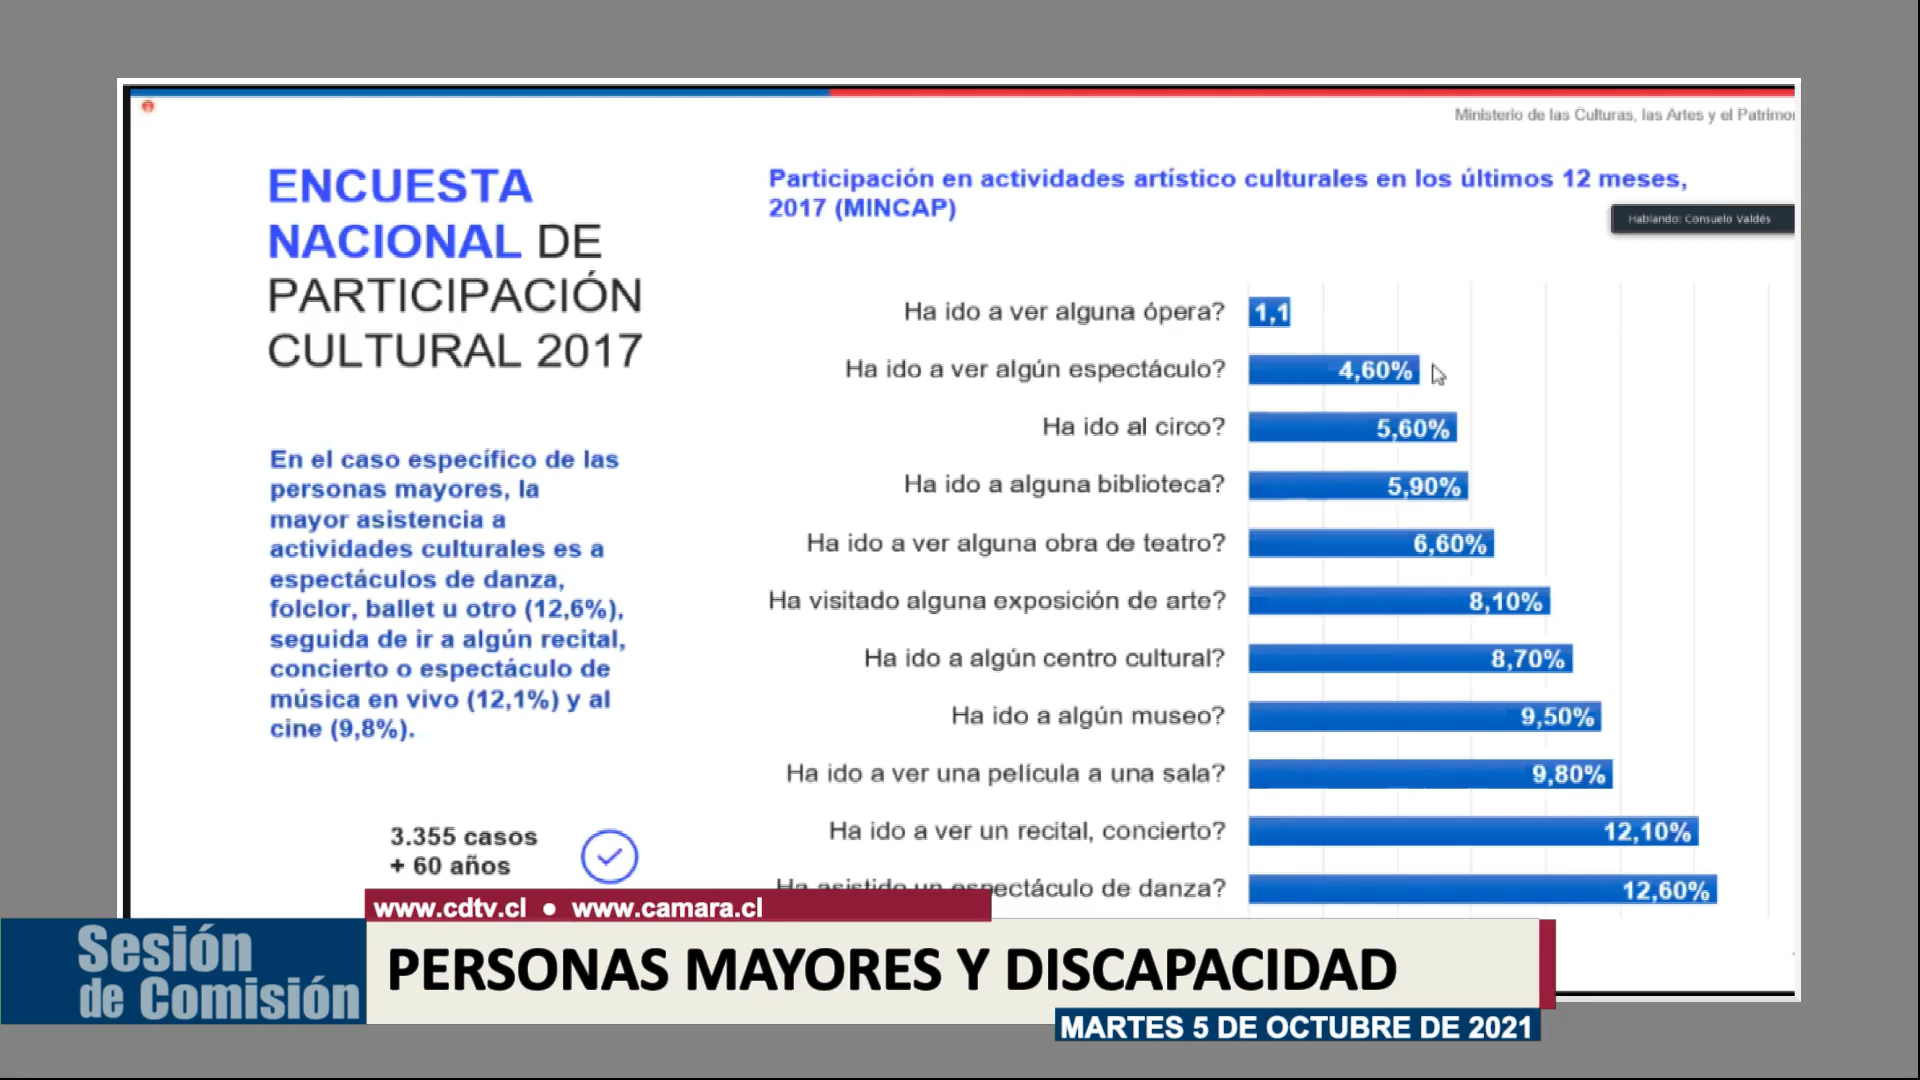 Ministerio de las Culturas, las Artes y el
ENCUESTA
NACIONAL DE
PARTICIPACIÓN
CULTURAL 2017
En el caso específico de las
personas mayores, la
mayor asistencia a
actividades culturales es a
espectáculos de danza,
folclor, ballet u otro (12,6%),
seguida de ir a algún recital,
concierto o espectáculo de
música en vivo (12,1%) y al
cine (9,8%).
3.355 casos
+ 60 años
Participación en actividades artístico culturales en los últimos 12 meses,
2017 (MINCAP)
Hablando: Consuelo Valdés
Ha ido a ver alguna ópera? 1,1
Ha ido a ver algún espectáculo? 4,60%
Ha ido al circo? 5,60%
Ha ido a alguna biblioteca? 5,90%
Ha ido a ver alguna obra de teatro? 6,60%
Ha visitado alguna exposición de arte? 8,10%
Ha ido a algún centro cultural? 8,70%
Ha ido a algún museo? 9,50%
Ha ido a ver una película a una sala? 9,80%
Ha ido a ver un recital, concierto? 12,10%
Ha asistido un espectáculo de danza? 12,60%
www.cdtv.cl • www.camara.cl
Sesión
de Comisión
PERSONAS MAYORES Y DISCAPACIDAD
MARTES 5 DE OCTUBRE DE 2021